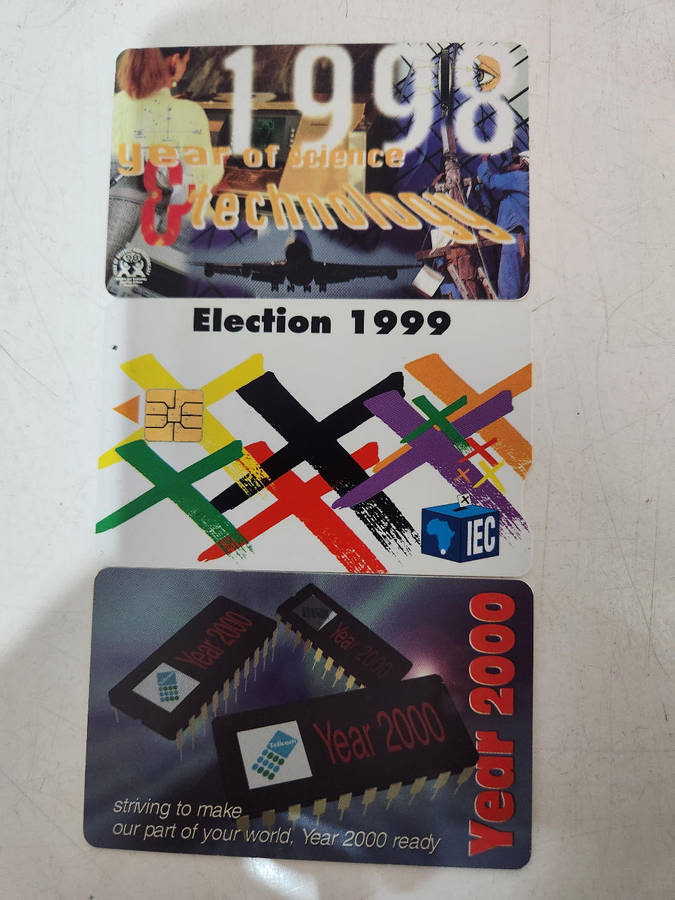 1998
year of science
& technology
Election 1999
IEC
Year 2000
Year 2000
Telkom
Year 2000
Year 2000
striving to make
our part of your world, Year 2000 ready